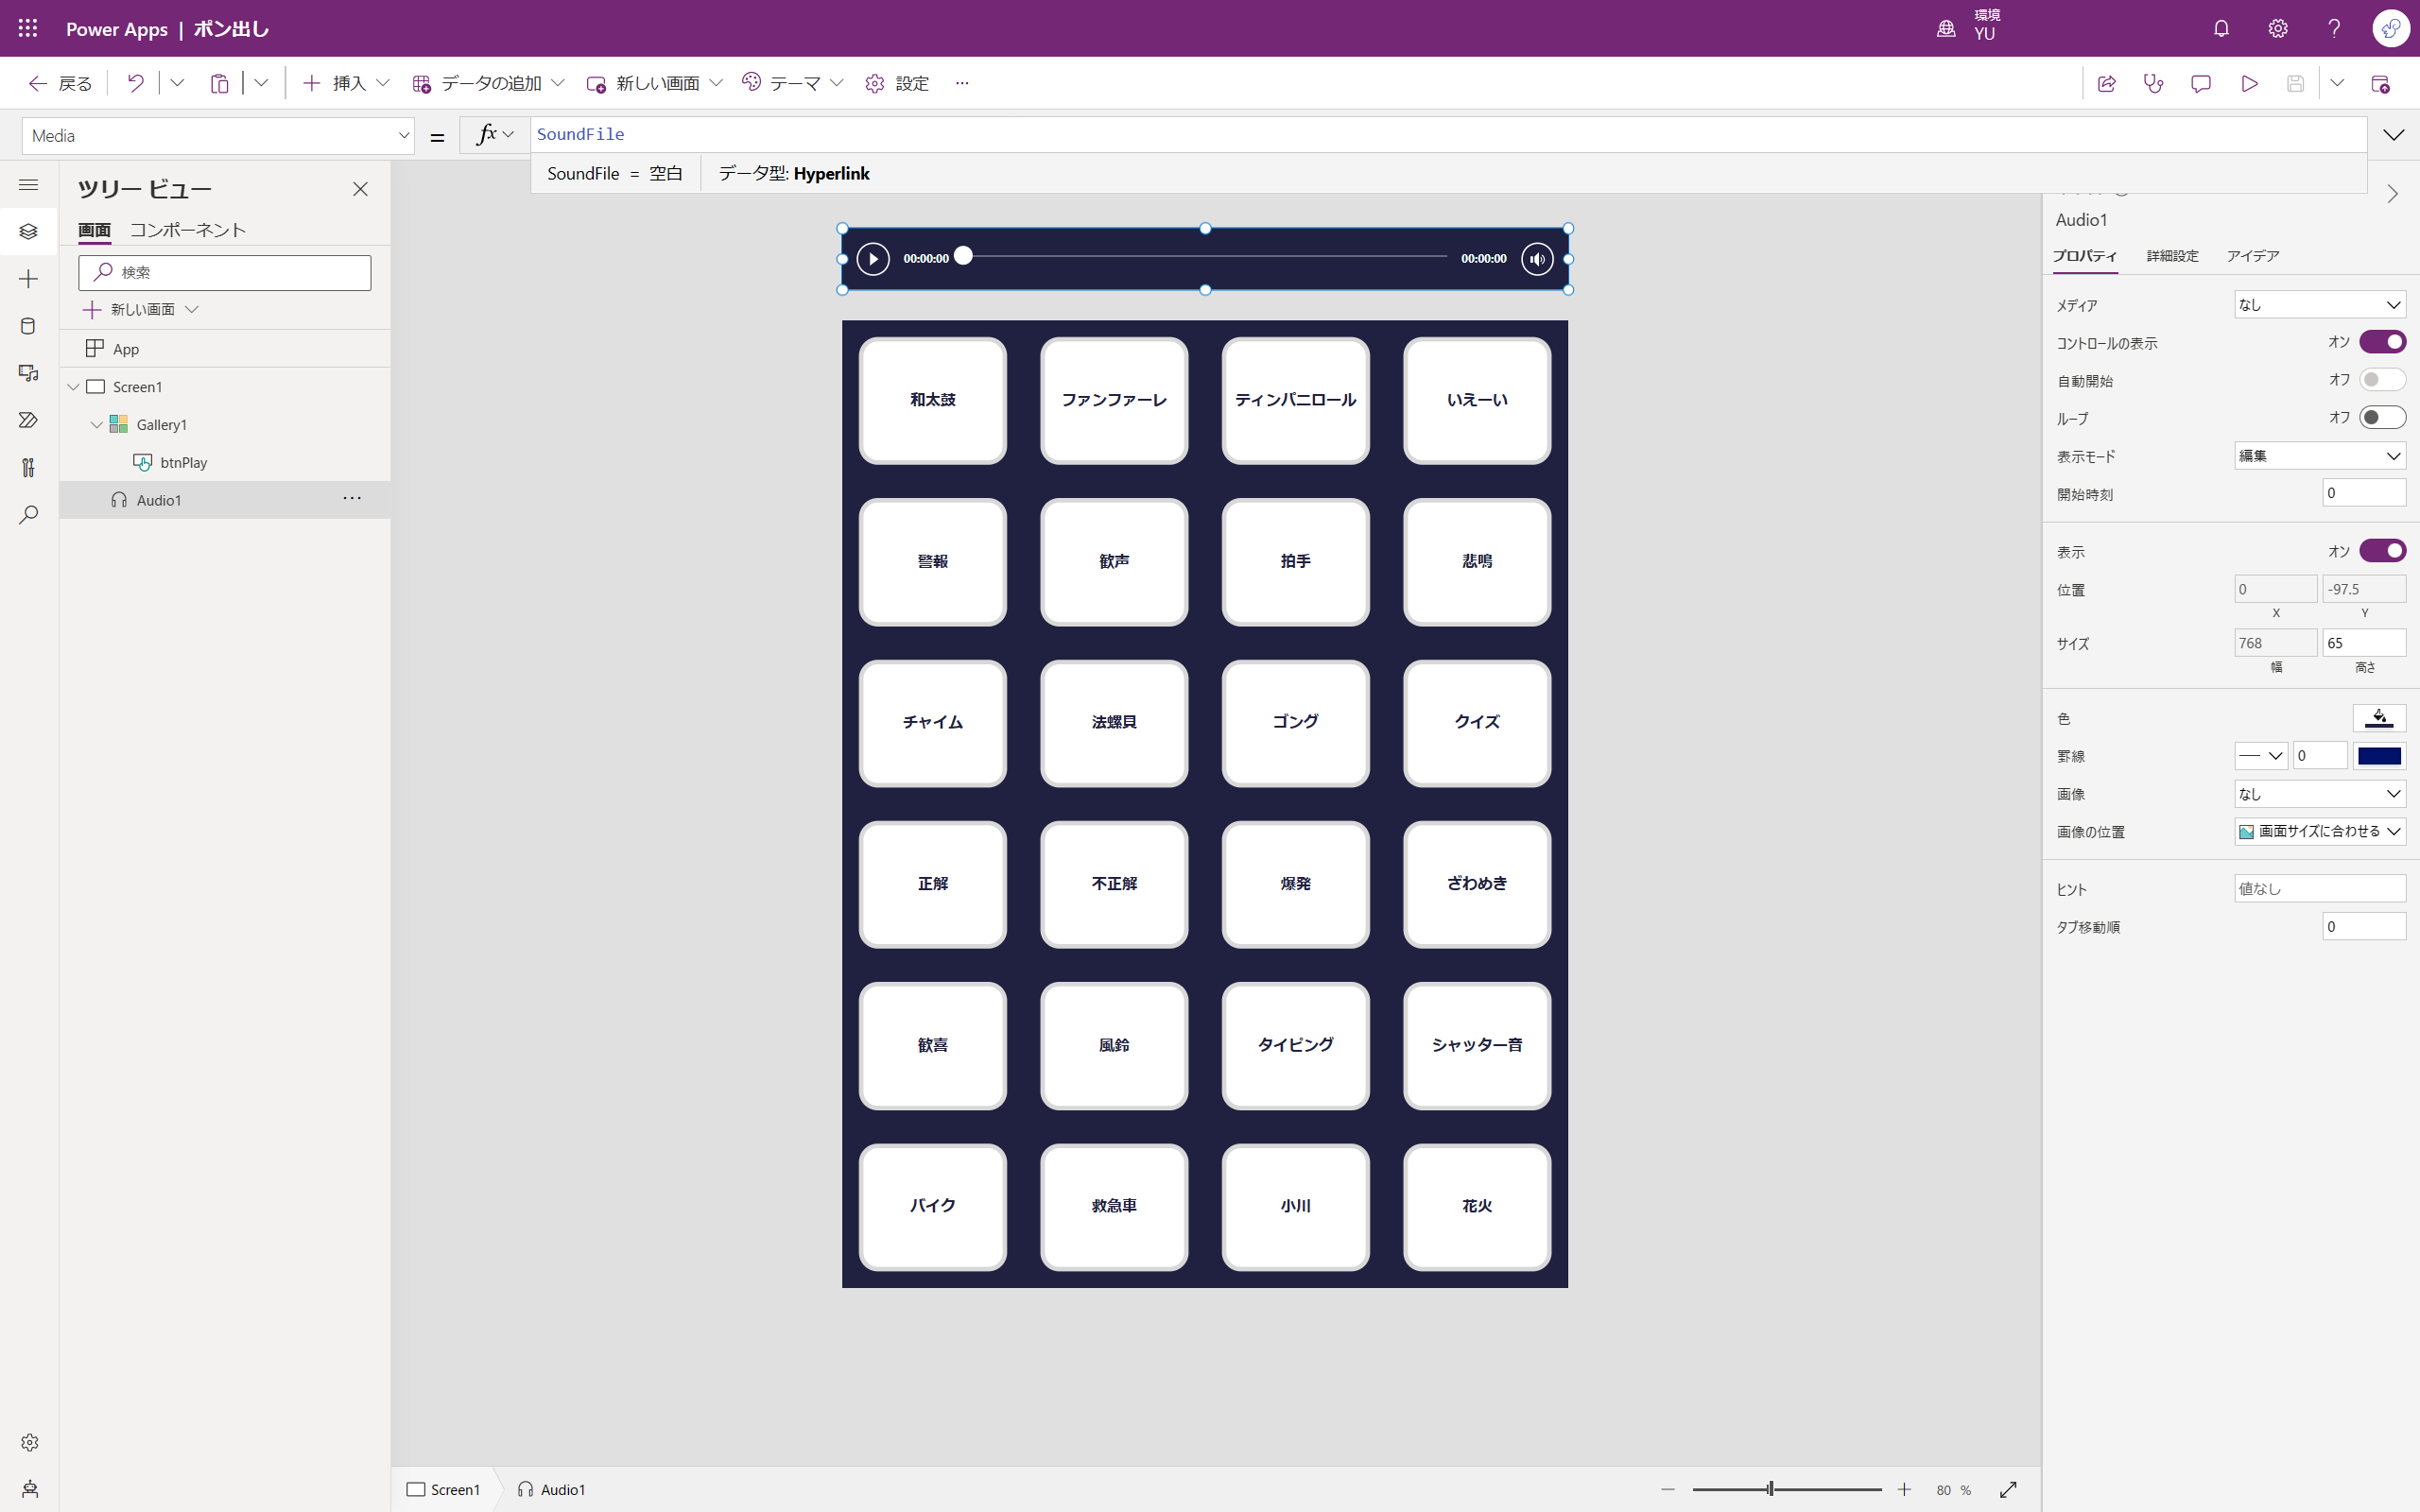 Power Apps | ポン出し
環境
YU
戻る 挿入 データの追加 新しい画面 テーマ 設定 ···
Media = fx SoundFile
SoundFile = 空白 データ型: Hyperlink
ツリー ビュー
画面 コンポーネント
検索
新しい画面
App
Screen1
Gallery1
btnPlay
Audio1 ···
00:00:00 00:00:00
和太鼓 ファンファーレ ティンパニロール いえーい
警報 歓声 拍手 悲鳴
チャイム 法螺貝 ゴング クイズ
正解 不正解 爆発 ざわめき
歓喜 風鈴 タイピング シャッター音
バイク 救急車 小川 花火
Audio1
プロパティ 詳細設定 アイデア
メディア なし
コントロールの表示 オン
自動開始 オフ
ループ オフ
表示モード 編集
開始時刻 0
表示 オン
位置 0 -97.5
X Y
サイズ 768 65
幅 高さ
色
罫線 0
画像 なし
画像の位置 画面サイズに合わせる
ヒント 値なし
タブ移動順 0
Screen1 Audio1 80 %